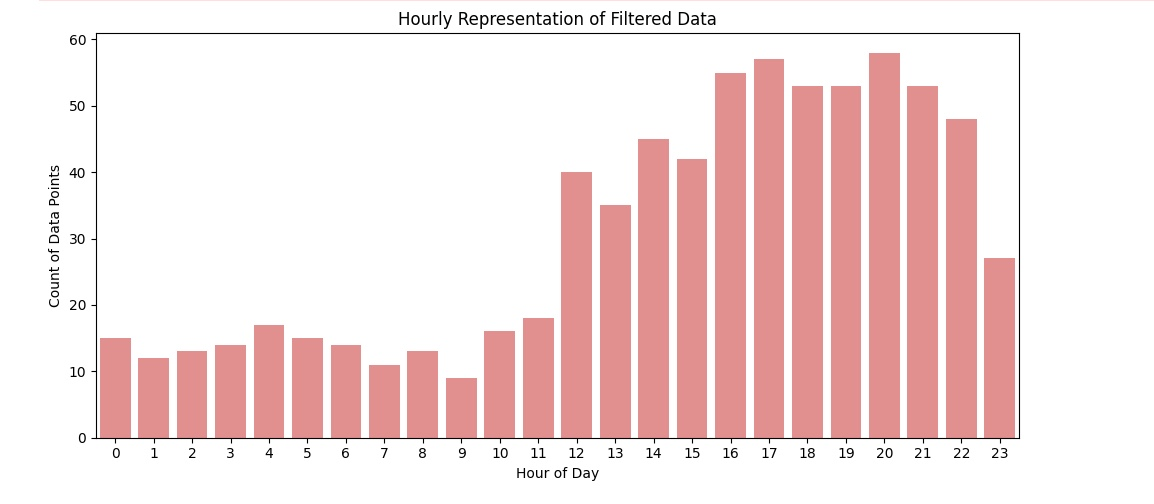 Hourly Representation of Filtered Data
60
50
40
30
20
10
0
Count of Data Points
0 1 2 3 4 5 6 7 8 9 10 11 12 13 14 15 16 17 18 19 20 21 22 23
Hour of Day